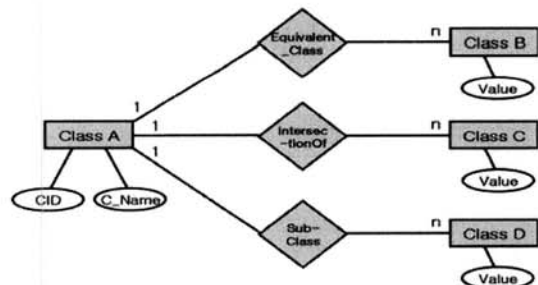 Equivalent
_Class
n
Class B
Value
1
Class A
1
Intersec
-tionOf
n
Class C
Value
1
CID
C_Name
Sub-
Class
n
Class D
Value